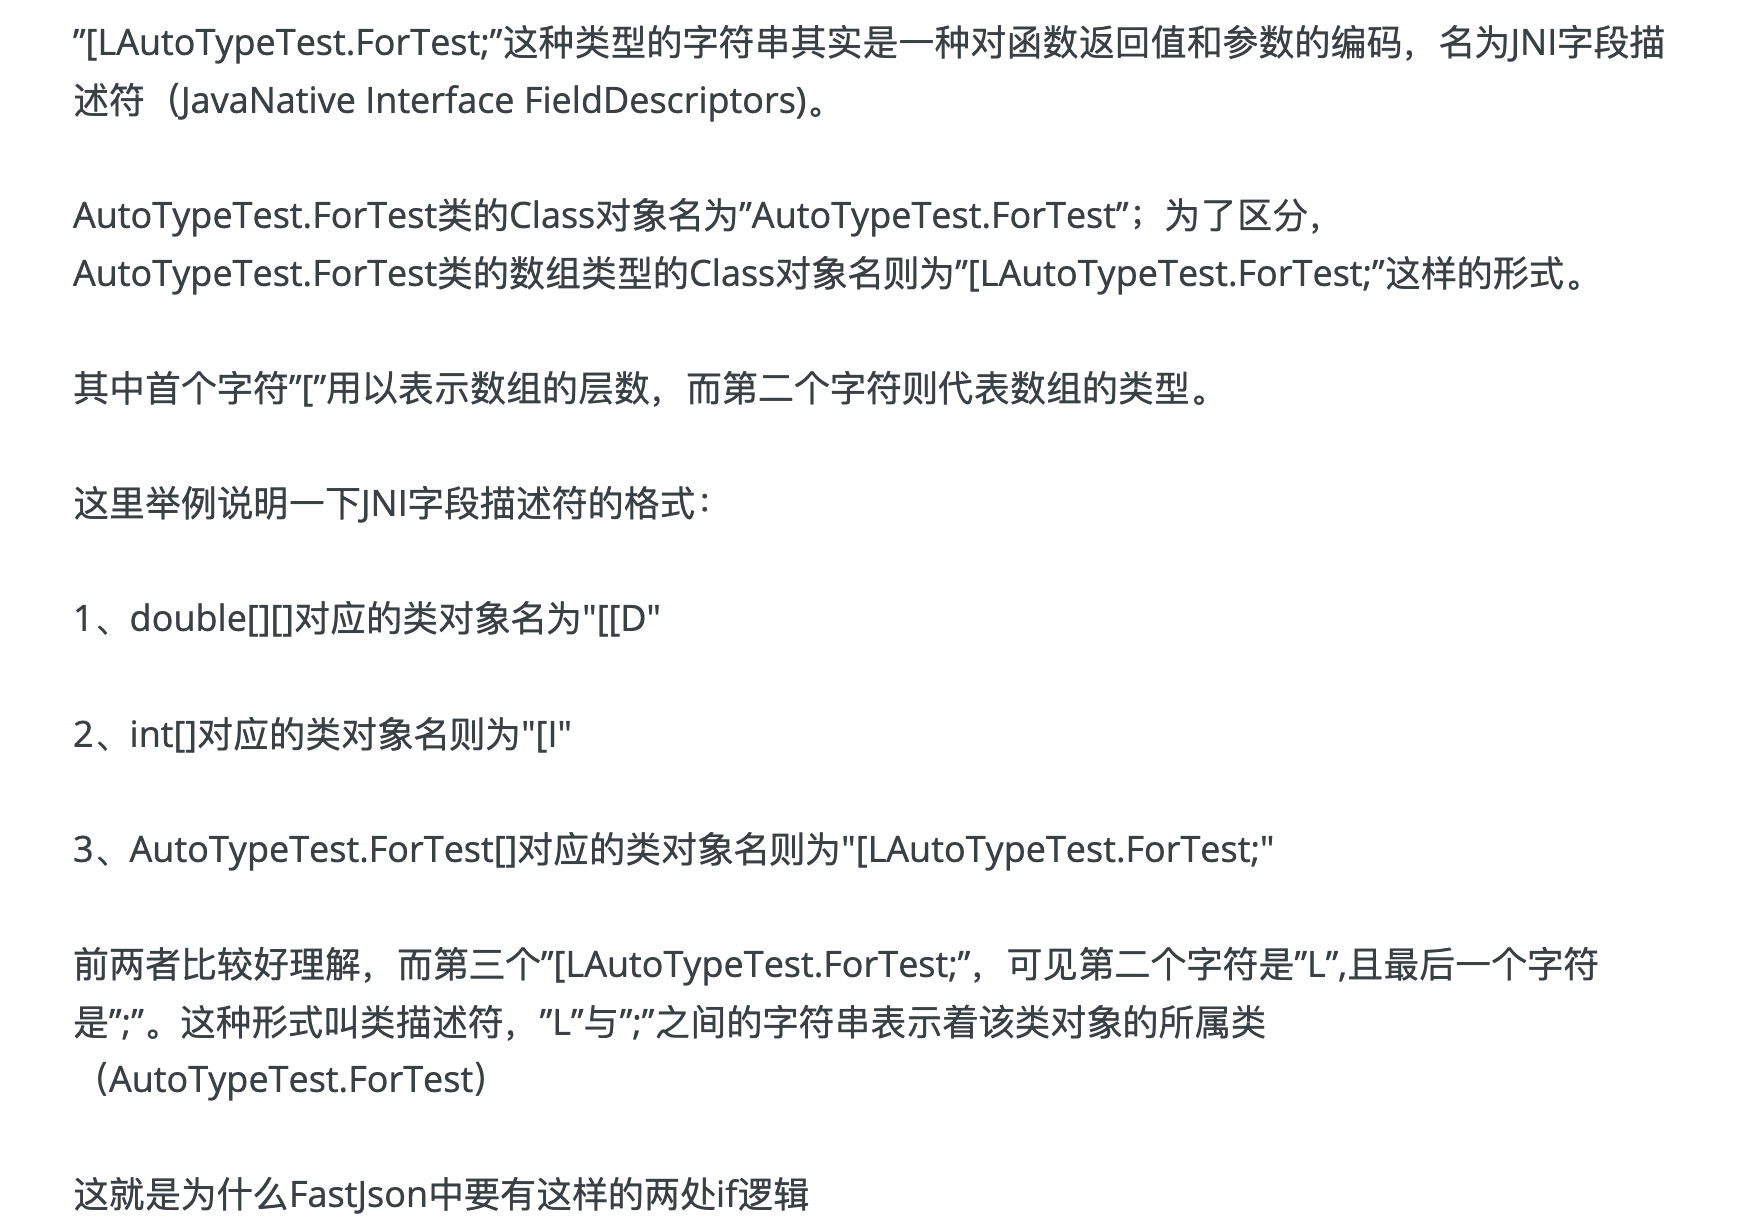 ”[LAutoTypeTest.ForTest;”这种类型的字符串其实是一种对函数返回值和参数的编码，名为JNI字段描
述符（JavaNative Interface FieldDescriptors)。
AutoTypeTest.ForTest类的Class对象名为”AutoTypeTest.ForTest”；为了区分，
AutoTypeTest.ForTest类的数组类型的Class对象名则为”[LAutoTypeTest.ForTest;”这样的形式。
其中首个字符”[”用以表示数组的层数，而第二个字符则代表数组的类型。
这里举例说明一下JNI字段描述符的格式：
1、double[][]对应的类对象名为"[[D"
2、int[]对应的类对象名则为"[I"
3、AutoTypeTest.ForTest[]对应的类对象名则为"[LAutoTypeTest.ForTest;"
前两者比较好理解，而第三个”[LAutoTypeTest.ForTest;”，可见第二个字符是”L”,且最后一个字符
是”;”。这种形式叫类描述符，”L”与”;”之间的字符串表示着该类对象的所属类
（AutoTypeTest.ForTest）
这就是为什么FastJson中要有这样的两处if逻辑